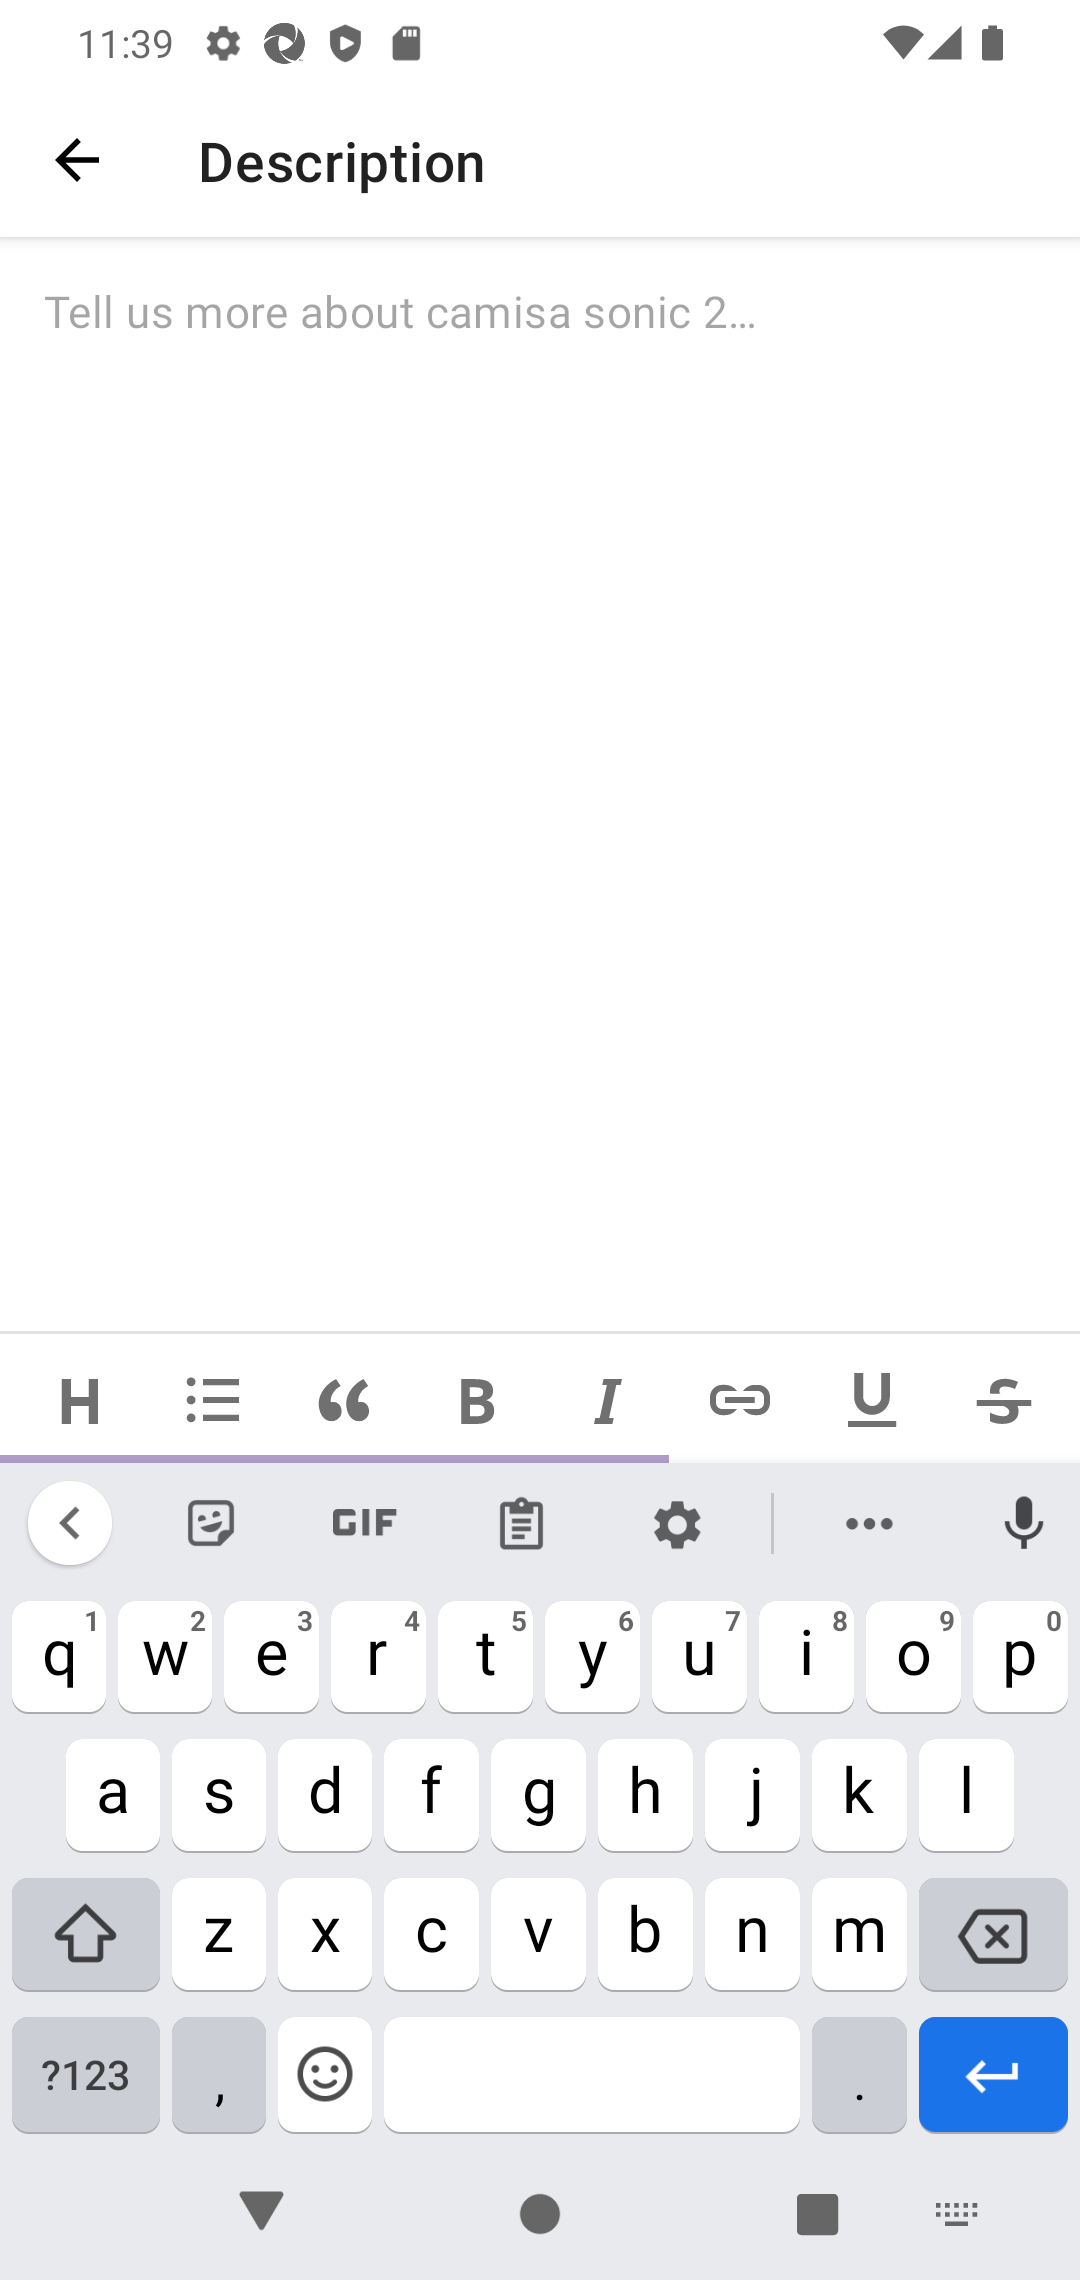 11:39
Description
Tell us more about camisa sonic 2…
H B I U S
GIF
q1 w2 e3 r4 t5 y6 u7 i8 o9 p0
a s d f g h j k l
z x c v b n m
?123 , .